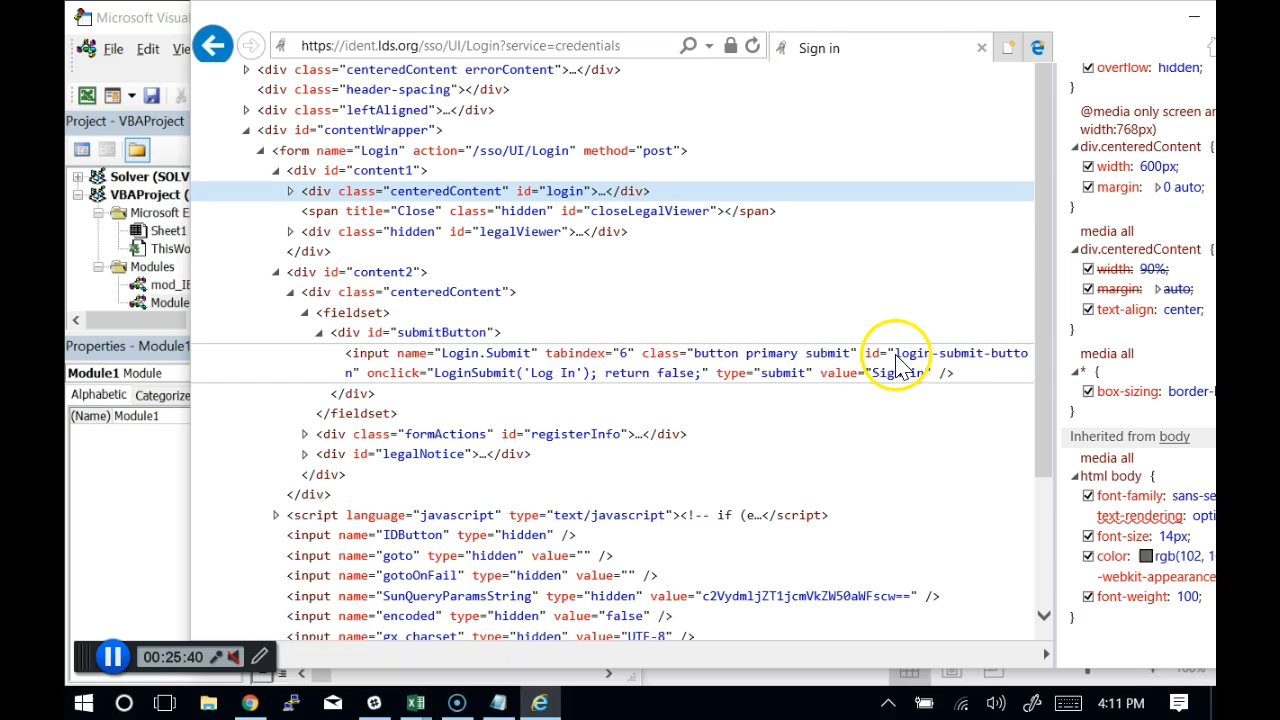 Microsoft Visu
File Edit Vi
Project - VBAProject
Solver (SOLV
VBAProject (
Microsoft E
Sheet1
ThisWo
Modules
mod_IE
Module
Properties - Module1
Module1 Module
Alphabetic Categorize
(Name) Module1
https://ident.lds.org/sso/UI/Login?service=credentials
Sign in
<div class="centeredContent errorContent">…</div>
<div class="header-spacing"></div>
<div class="leftAligned">…</div>
<div id="contentWrapper">
<form name="Login" action="/sso/UI/Login" method="post">
<div id="content1">
<div class="centeredContent" id="login">…</div>
<span title="Close" class="hidden" id="closeLegalViewer"></span>
<div class="hidden" id="legalViewer">…</div>
</div>
<div id="content2">
<div class="centeredContent">
<fieldset>
<div id="submitButton">
<input name="Login.Submit" tabindex="6" class="button primary submit" id="login-submit-butto
n" onclick="LoginSubmit('Log In'); return false;" type="submit" value="Sign In" />
</div>
</fieldset>
<div class="formActions" id="registerInfo">…</div>
<div id="legalNotice">…</div>
</div>
</div>
<script language="javascript" type="text/javascript"><!-- if (e…</script>
<input name="IDButton" type="hidden" />
<input name="goto" type="hidden" value="" />
<input name="gotoOnFail" type="hidden" value="" />
<input name="SunQueryParamsString" type="hidden" value="c2VydmljZT1jcmVkZW50aWFscw==" />
<input name="encoded" type="hidden" value="false" />
<input name="gx_charset" type="hidden" value="UTF-8" />
overflow: hidden;
}
@media only screen an
width:768px)
div.centeredContent {
width: 600px;
margin: 0 auto;
}
media all
div.centeredContent {
width: 90%;
margin: auto;
text-align: center;
}
media all
* {
box-sizing: border-
}
Inherited from body
media all
html body {
font-family: sans-se
text-rendering: opti
font-size: 14px;
color: rgb(102, 1
-webkit-appearance
font-weight: 100;
}
00:25:40
4:11 PM